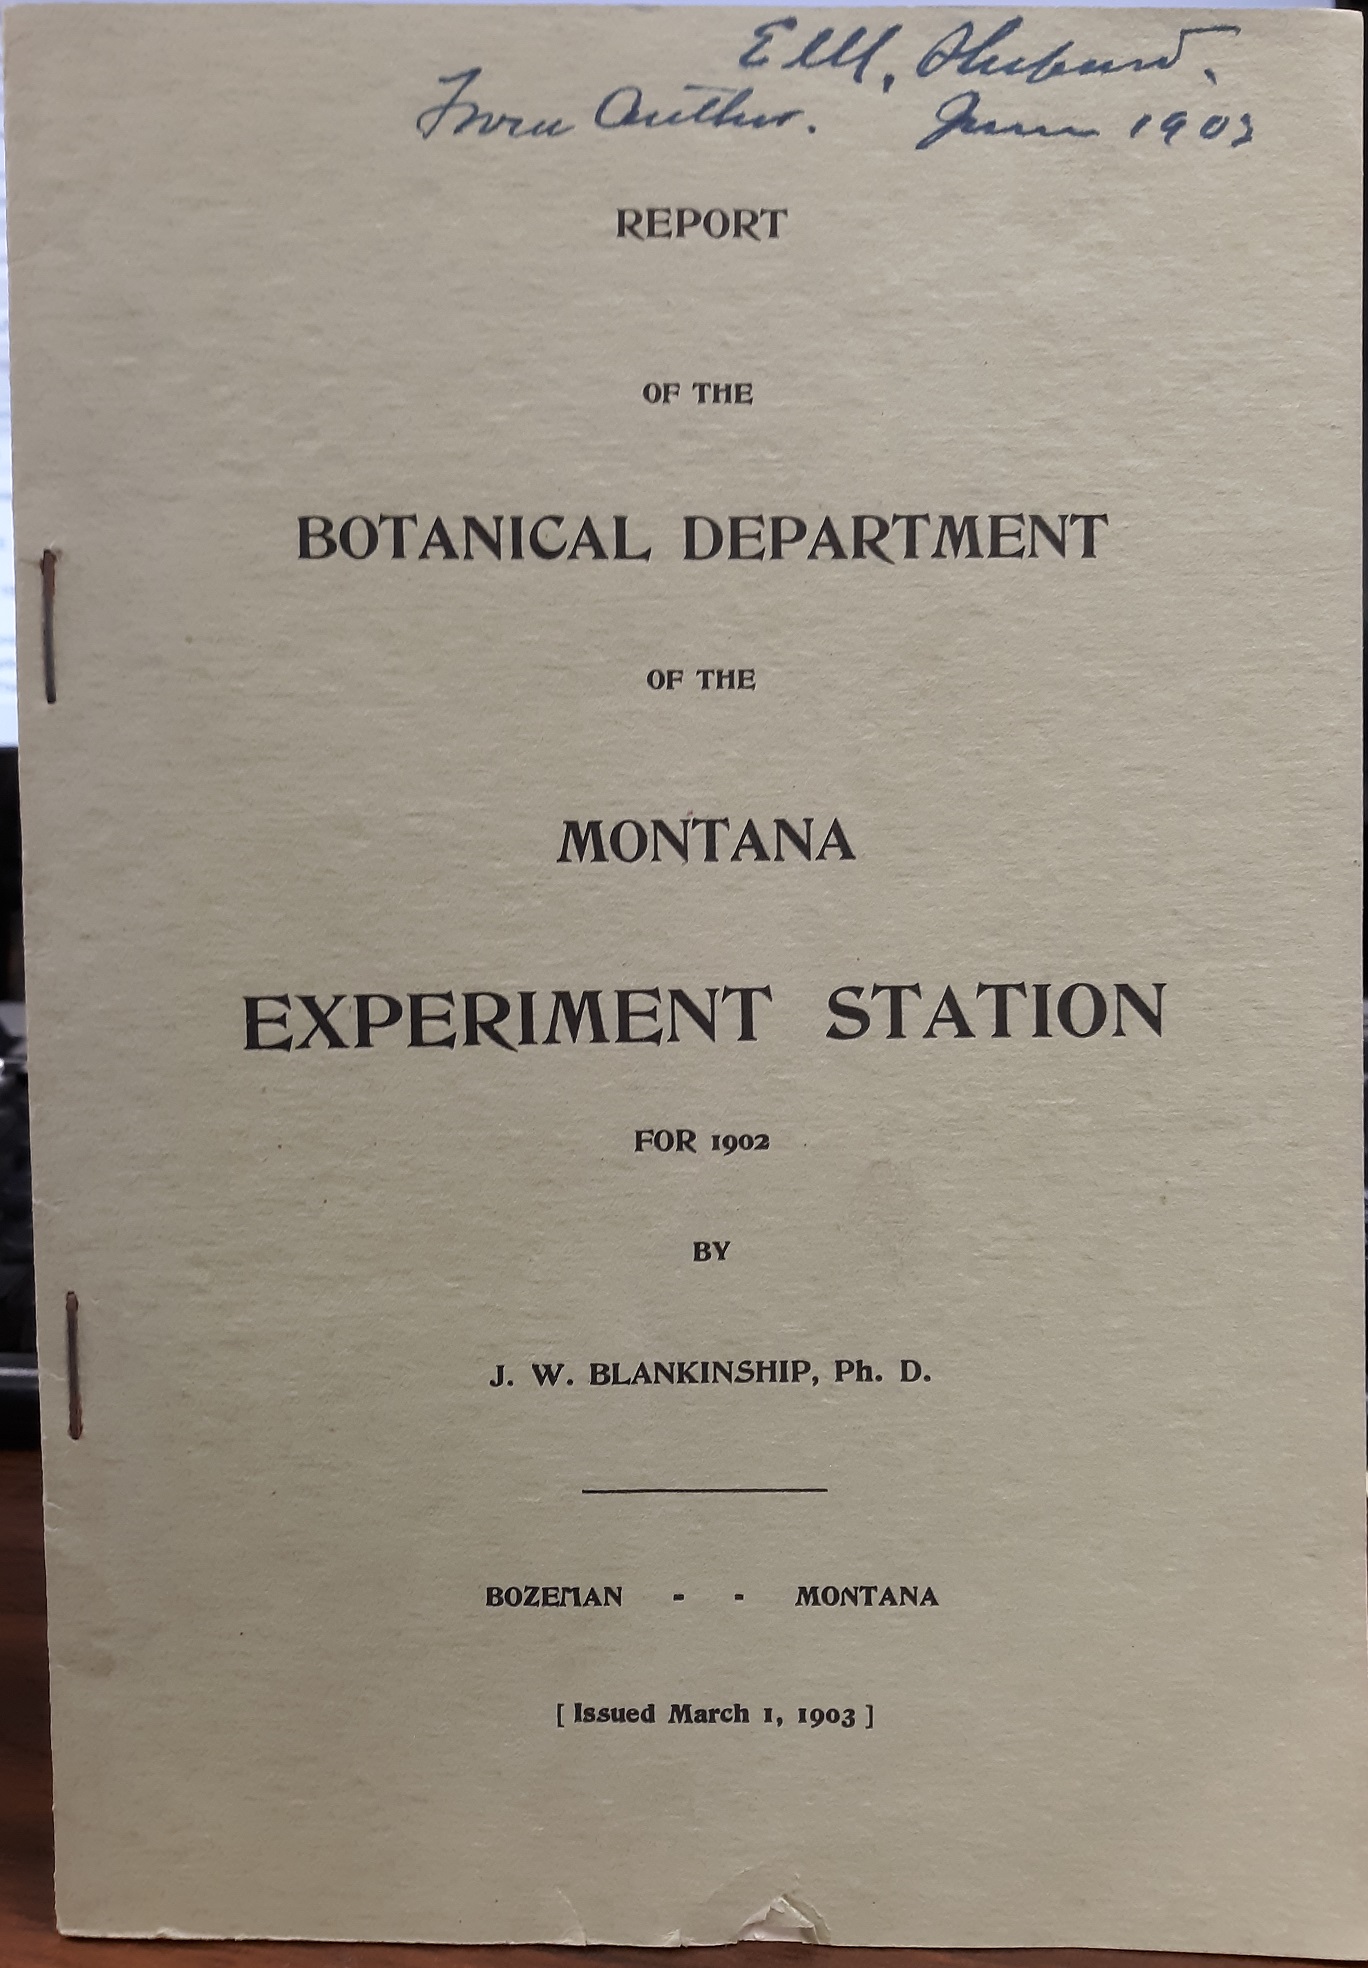 From Author. June 1903
REPORT
OF THE
BOTANICAL DEPARTMENT
OF THE
MONTANA
EXPERIMENT STATION
FOR 1902
BY
J. W. BLANKINSHIP, Ph. D.
BOZEMAN - - MONTANA
[ Issued March 1, 1903 ]